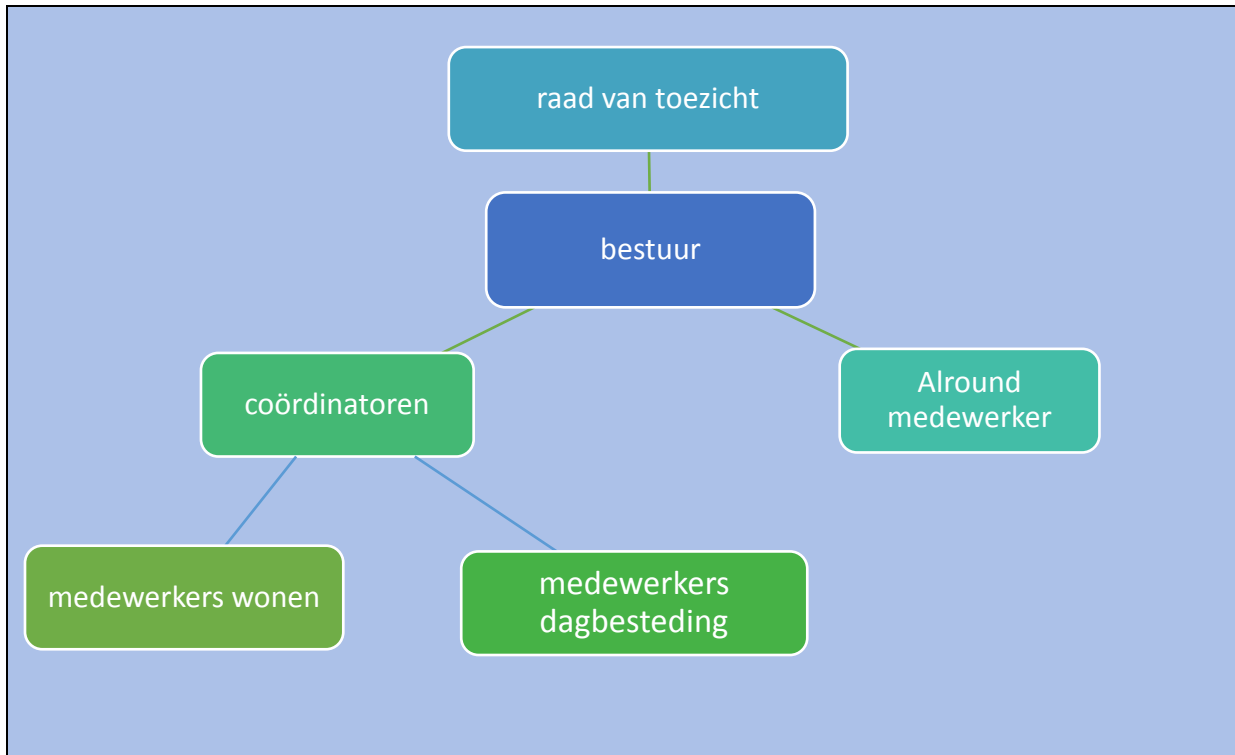 raad van toezicht
bestuur
coördinatoren
Alround
medewerker
medewerkers wonen
medewerkers
dagbesteding